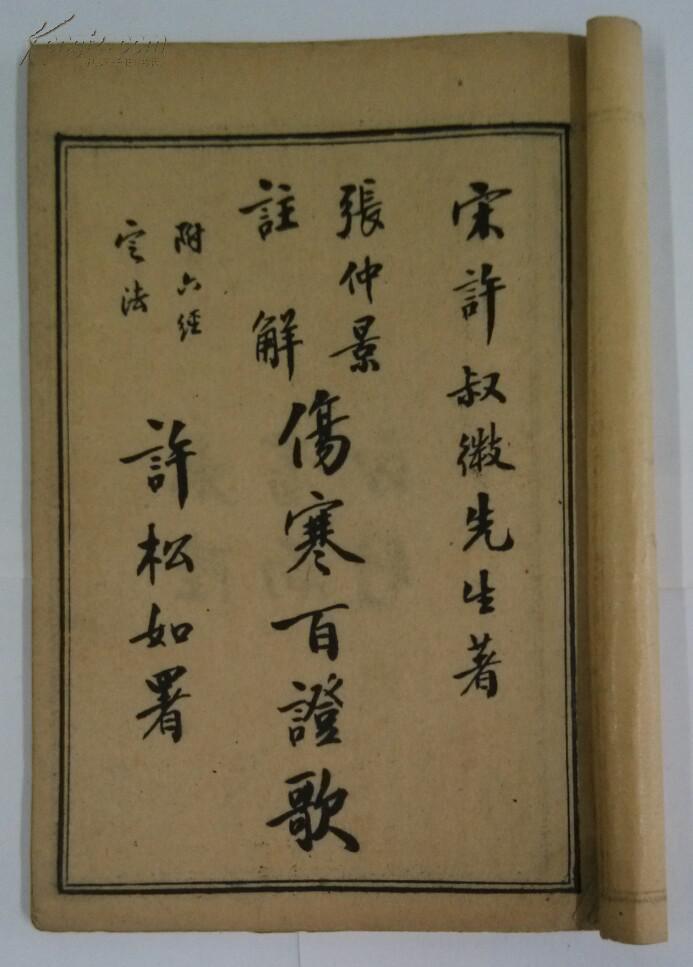 宋許叔微先生著
張仲景
註解
傷寒百證歌
附六經
定法
許松如署